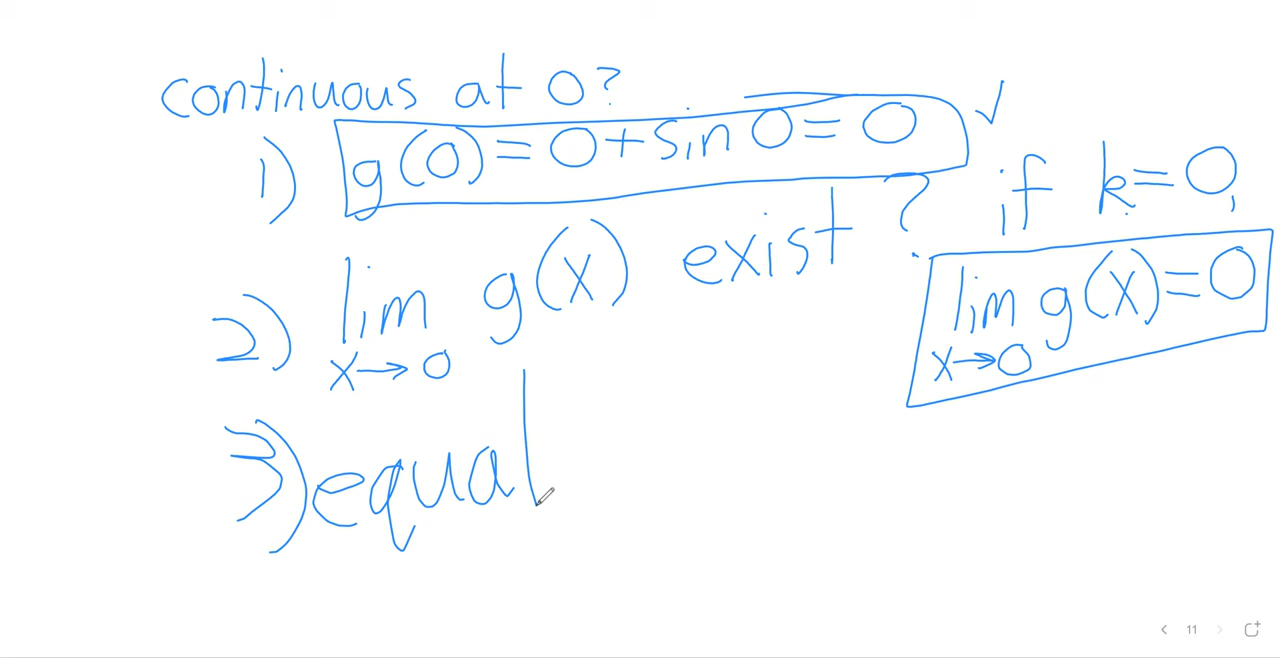 continuous at 0?
1) g(0) = 0 + sin 0 = 0 ✓
if k = 0,
2) lim x→0 g(x) exist?
lim x→0 g(x) = 0
3) equal
11